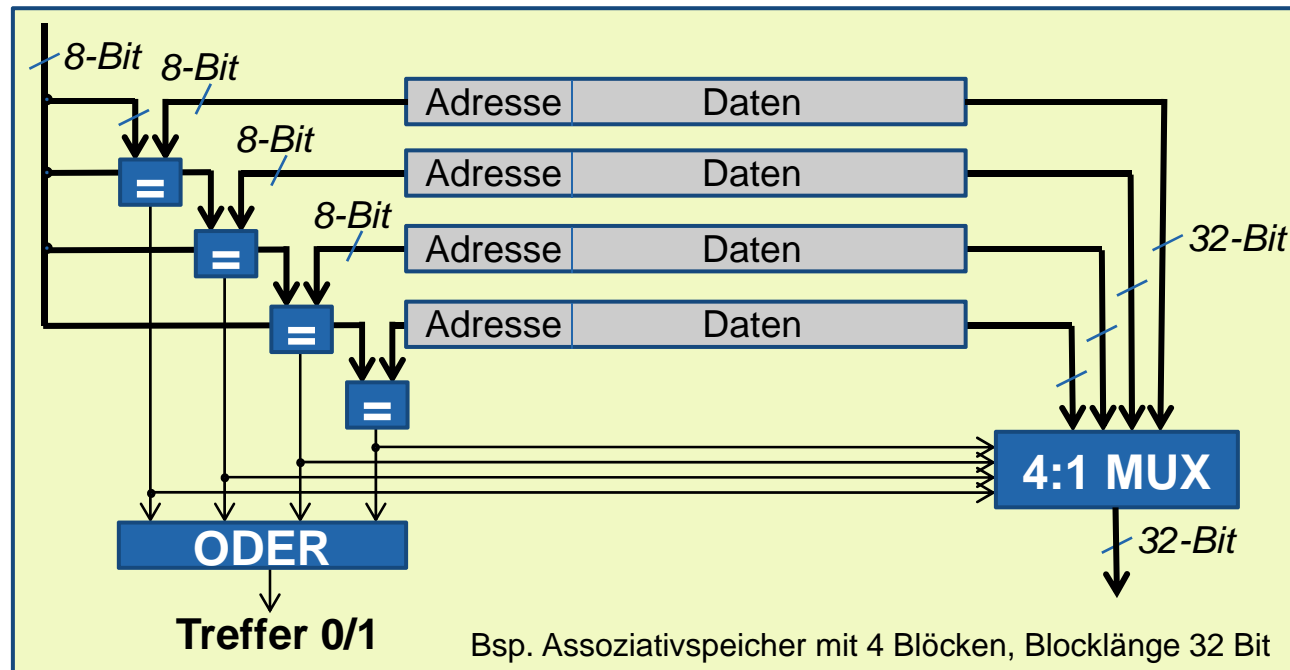 8-Bit
8-Bit
Adresse Daten
=
8-Bit
Adresse Daten
=
8-Bit
Adresse Daten
32-Bit
=
Adresse Daten
=
4:1 MUX
ODER
32-Bit
Treffer 0/1
Bsp. Assoziativspeicher mit 4 Blöcken, Blocklänge 32 Bit